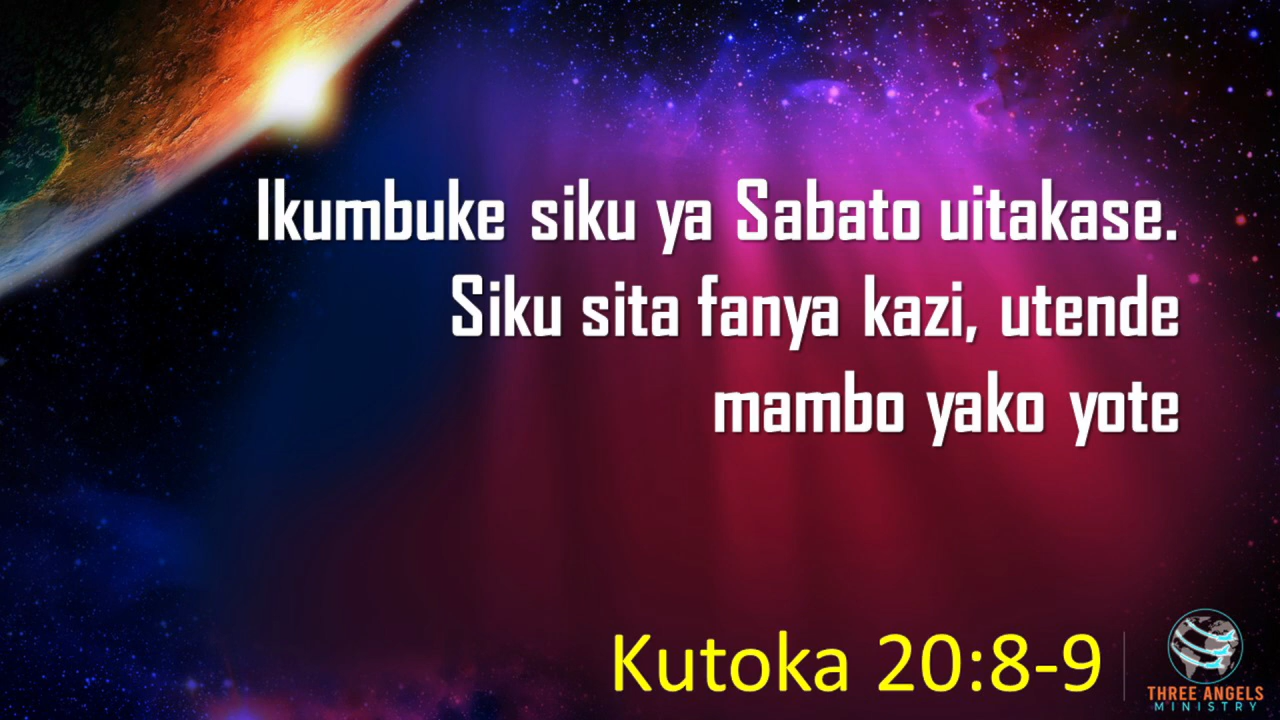 Ikumbuke siku ya Sabato uitakase.
Siku sita fanya kazi, utende
mambo yako yote
Kutoka 20:8-9
THREE ANGELS
MINISTRY